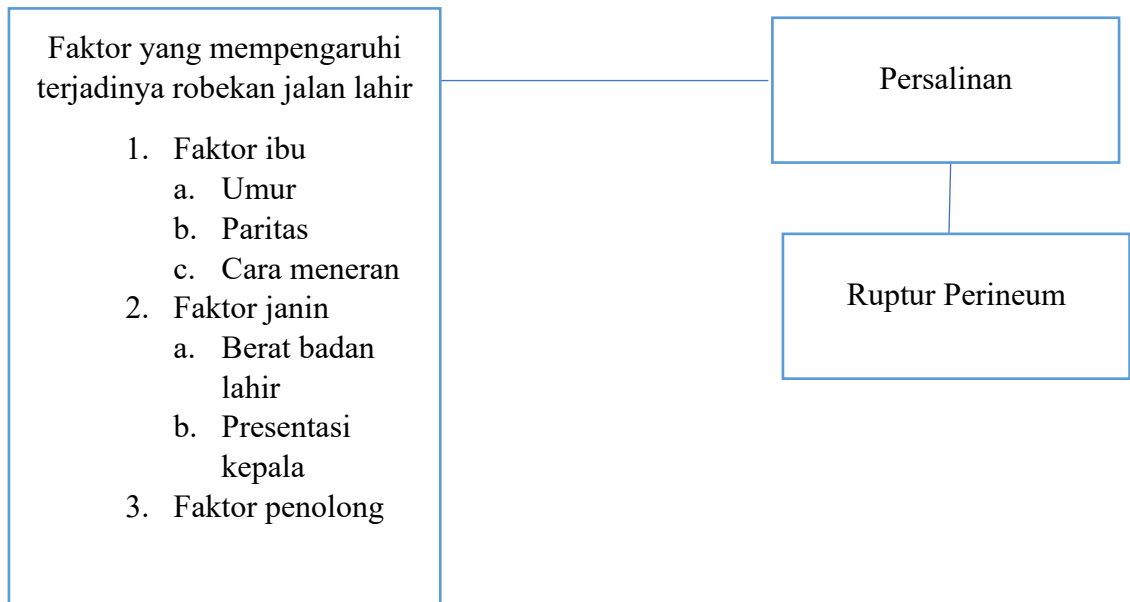 Faktor yang mempengaruhi
terjadinya robekan jalan lahir
1. Faktor ibu
a. Umur
b. Paritas
c. Cara meneran
2. Faktor janin
a. Berat badan
lahir
b. Presentasi
kepala
3. Faktor penolong
Persalinan
Ruptur Perineum